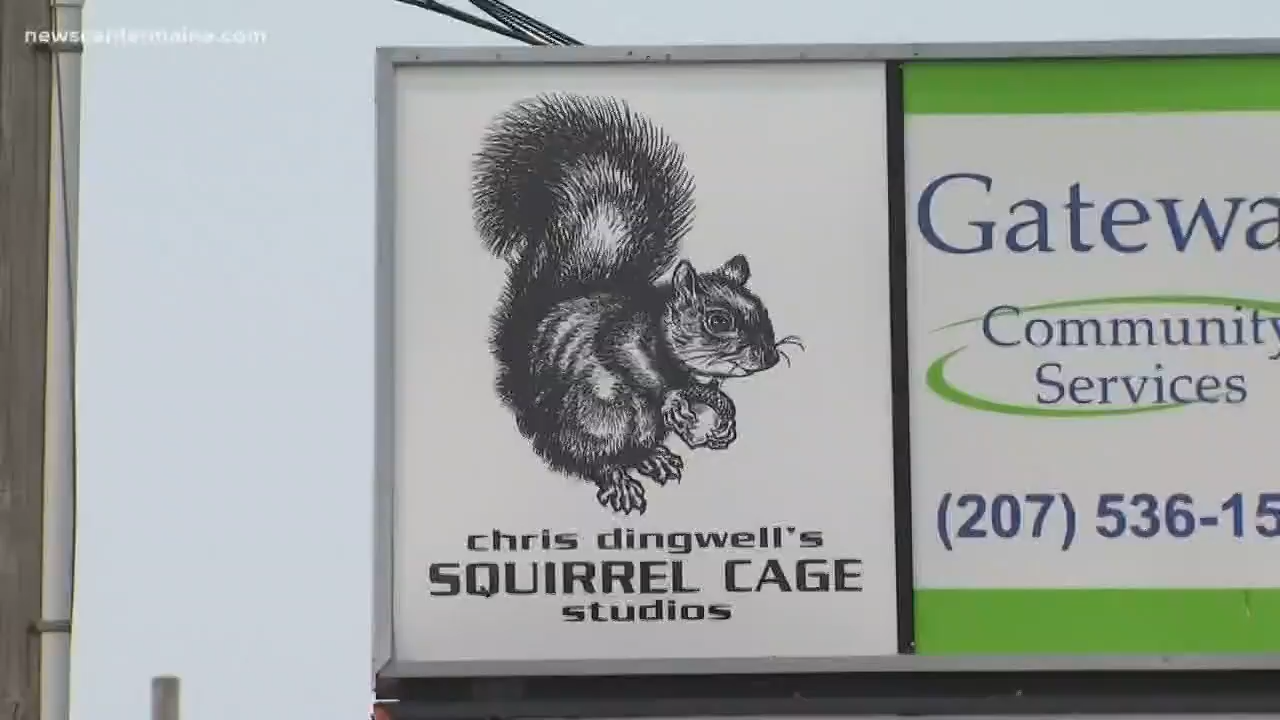 newscentermaine.com
chris dingwell's
SQUIRREL CAGE
studios
Gatewa
Community
Services
(207) 536-15